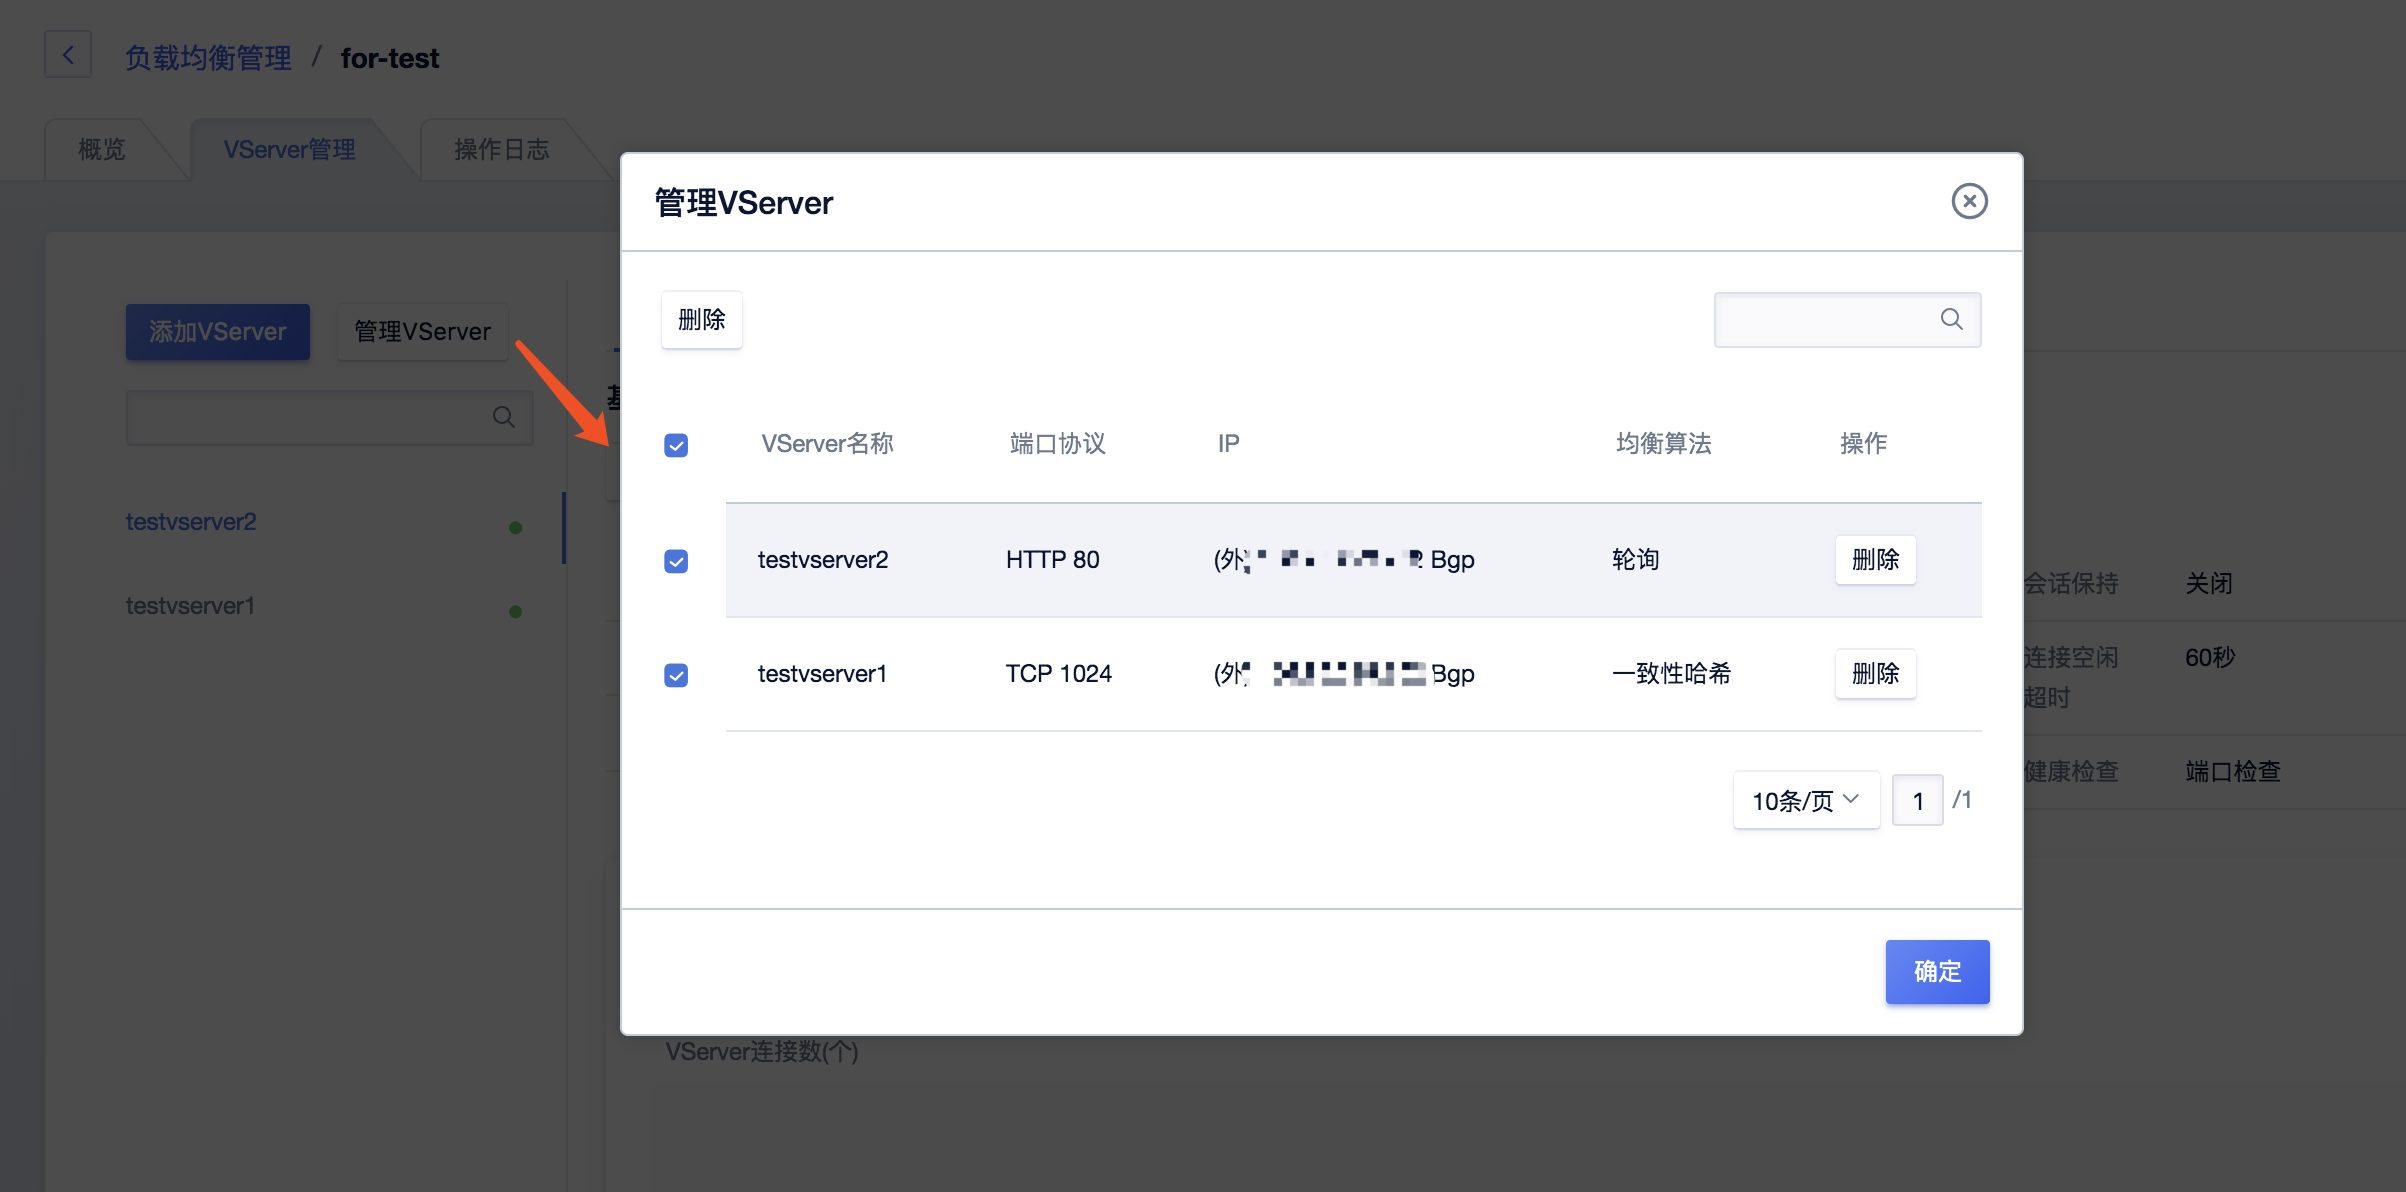 负载均衡管理 / for-test
概览 VServer管理 操作日志
管理VServer
添加VServer 管理VServer
删除
VServer名称 端口协议 IP 均衡算法 操作
testvserver2
testvserver1
testvserver2 HTTP 80 (外 Bgp 轮询 删除
testvserver1 TCP 1024 (外 Bgp 一致性哈希 删除
会话保持 关闭
连接空闲超时 60秒
健康检查 端口检查
10条/页 1 /1
确定
VServer连接数(个)